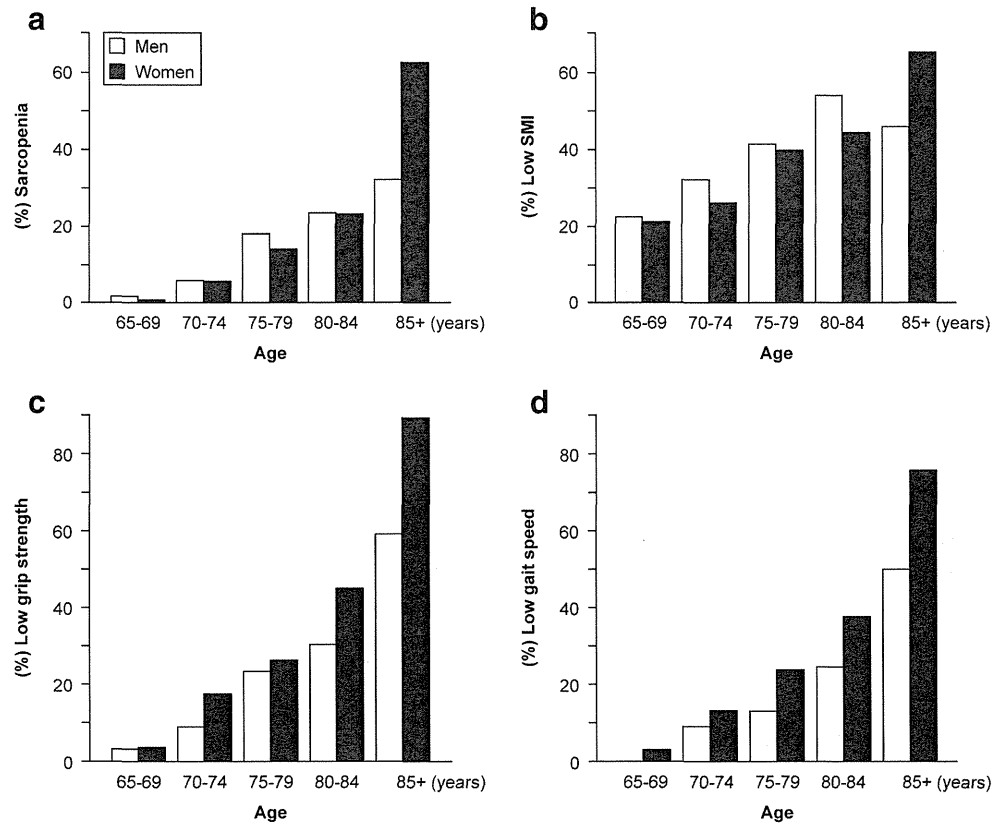 a
Men
Women
(%) Sarcopenia
60
40
20
0
65-69 70-74 75-79 80-84 85+ (years)
Age
b
(%) Low SMI
60
40
20
0
65-69 70-74 75-79 80-84 85+ (years)
Age
c
(%) Low grip strength
80
60
40
20
0
65-69 70-74 75-79 80-84 85+ (years)
Age
d
(%) Low gait speed
80
60
40
20
0
65-69 70-74 75-79 80-84 85+ (years)
Age